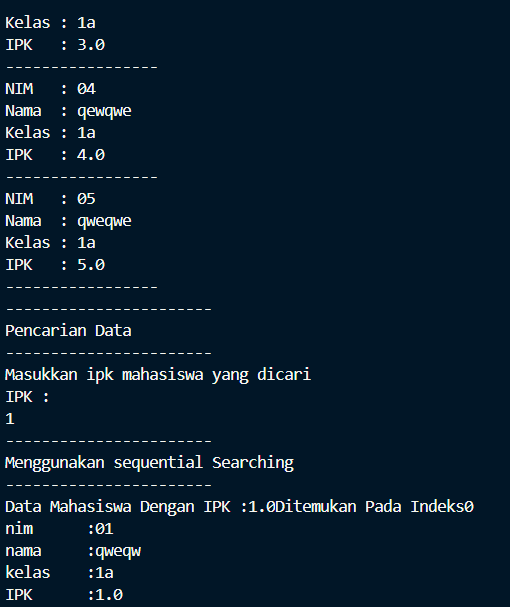 Kelas : 1a
IPK   : 3.0
-----------------
NIM   : 04
Nama  : qewqwe
Kelas : 1a
IPK   : 4.0
-----------------
NIM   : 05
Nama  : qweqwe
Kelas : 1a
IPK   : 5.0
-----------------
-----------------------
Pencarian Data
-----------------------
Masukkan ipk mahasiswa yang dicari
IPK :
1
-----------------------
Menggunakan sequential Searching
-----------------------
Data Mahasiswa Dengan IPK :1.0Ditemukan Pada Indeks0
nim      :01
nama     :qweqw
kelas    :1a
IPK      :1.0